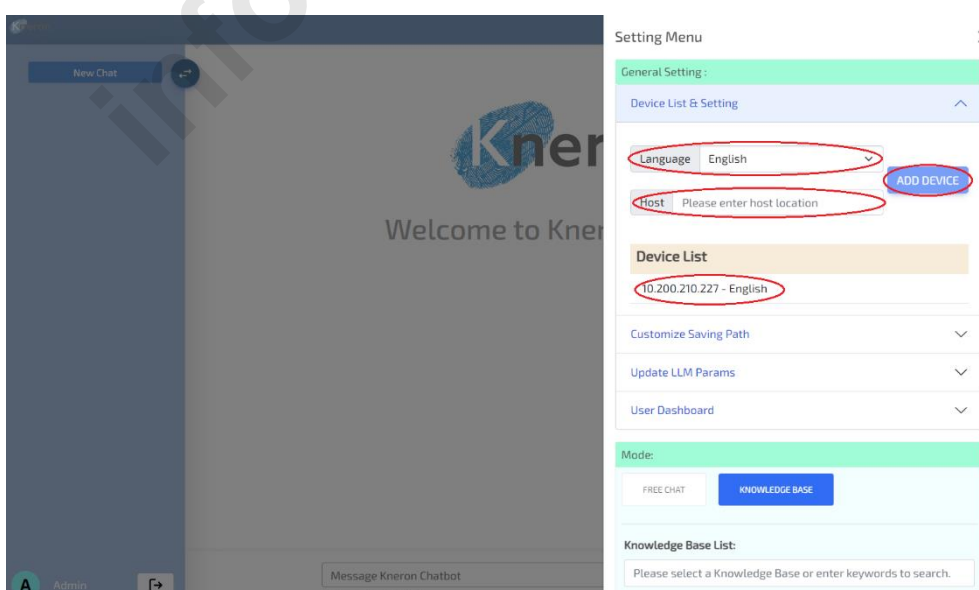 Kneron
New Chat
Kner
Welcome to Kner
Message Kneron Chatbot
A Admin
Setting Menu
General Setting :
Device List & Setting
Language English
ADD DEVICE
Host Please enter host location
Device List
10.200.210.227 - English
Customize Saving Path
Update LLM Params
User Dashboard
Mode:
FREE CHAT KNOWLEDGE BASE
Knowledge Base List:
Please select a Knowledge Base or enter keywords to search.
info